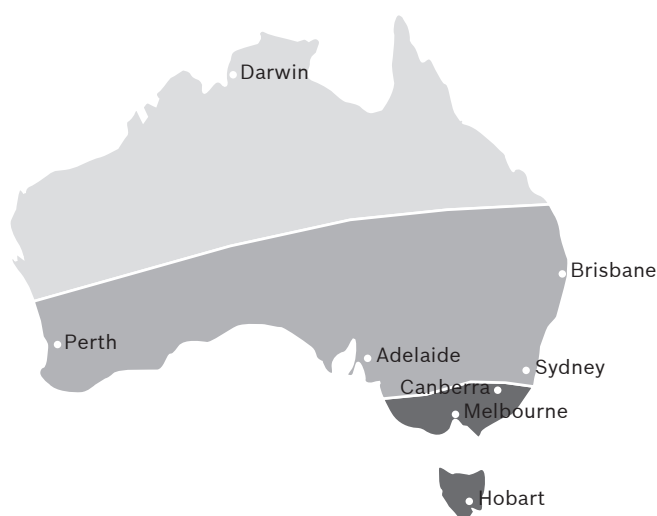 Darwin
Brisbane
Perth
Adelaide
Sydney
Canberra
Melbourne
Hobart